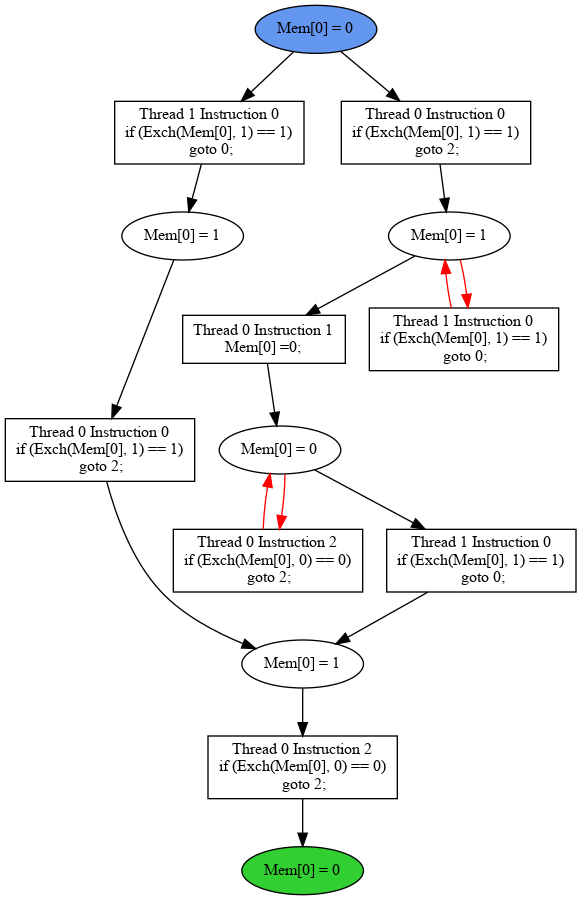 Mem[0] = 0
Thread 1 Instruction 0
if (Exch(Mem[0], 1) == 1)
goto 0;
Thread 0 Instruction 0
if (Exch(Mem[0], 1) == 1)
goto 2;
Mem[0] = 1
Mem[0] = 1
Thread 0 Instruction 1
Mem[0] =0;
Thread 1 Instruction 0
if (Exch(Mem[0], 1) == 1)
goto 0;
Thread 0 Instruction 0
if (Exch(Mem[0], 1) == 1)
goto 2;
Mem[0] = 0
Thread 0 Instruction 2
if (Exch(Mem[0], 0) == 0)
goto 2;
Thread 1 Instruction 0
if (Exch(Mem[0], 1) == 1)
goto 0;
Mem[0] = 1
Thread 0 Instruction 2
if (Exch(Mem[0], 0) == 0)
goto 2;
Mem[0] = 0